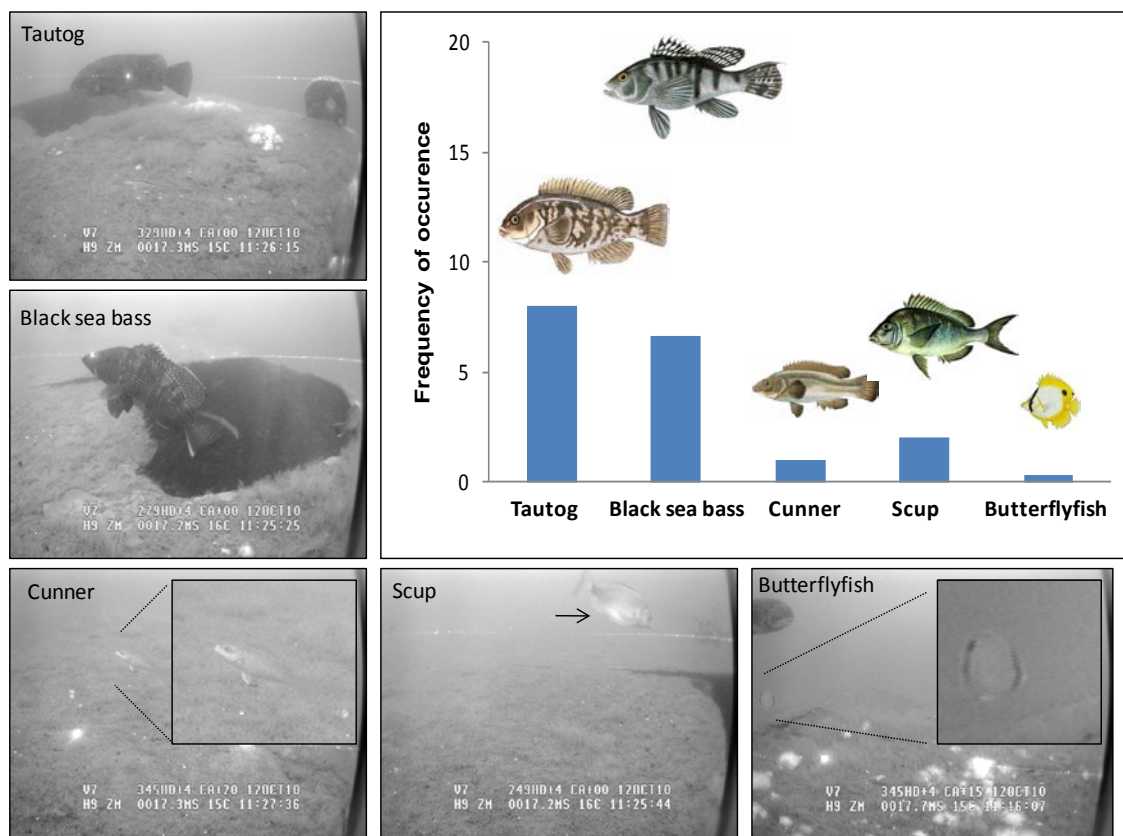 Tautog
V7 329HD+4 CA+00 12OCT10
H9 ZM 0017.3MS 15C 11:26:15
Black sea bass
V7 279HD+4 CA+00 12OCT10
H9 ZM 0017.2MS 16C 11:25:25
Frequency of occurence
20
15
10
5
0
Tautog Black sea bass Cunner Scup Butterflyfish
Cunner
V7 345HD+4 CA+20 12OCT10
H9 ZM 0017.3MS 15C 11:27:36
Scup
V7 249HD+4 CA+00 12OCT10
H9 ZM 0017.2MS 16C 11:25:44
Butterflyfish
V7 345HD+4 CA+15 12OCT10
H9 ZM 0017.7MS 15C 11:16:07